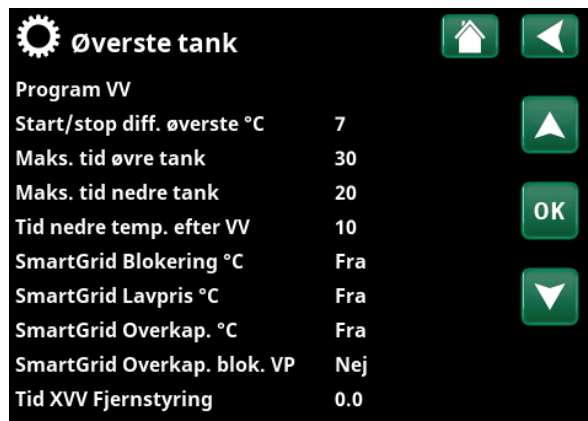 Øverste tank
Program VV
Start/stop diff. øverste °C 7
Maks. tid øvre tank 30
Maks. tid nedre tank 20
Tid nedre temp. efter VV 10
SmartGrid Blokering °C Fra
SmartGrid Lavpris °C Fra
SmartGrid Overkap. °C Fra
SmartGrid Overkap. blok. VP Nej
Tid XVV Fjernstyring 0.0
OK